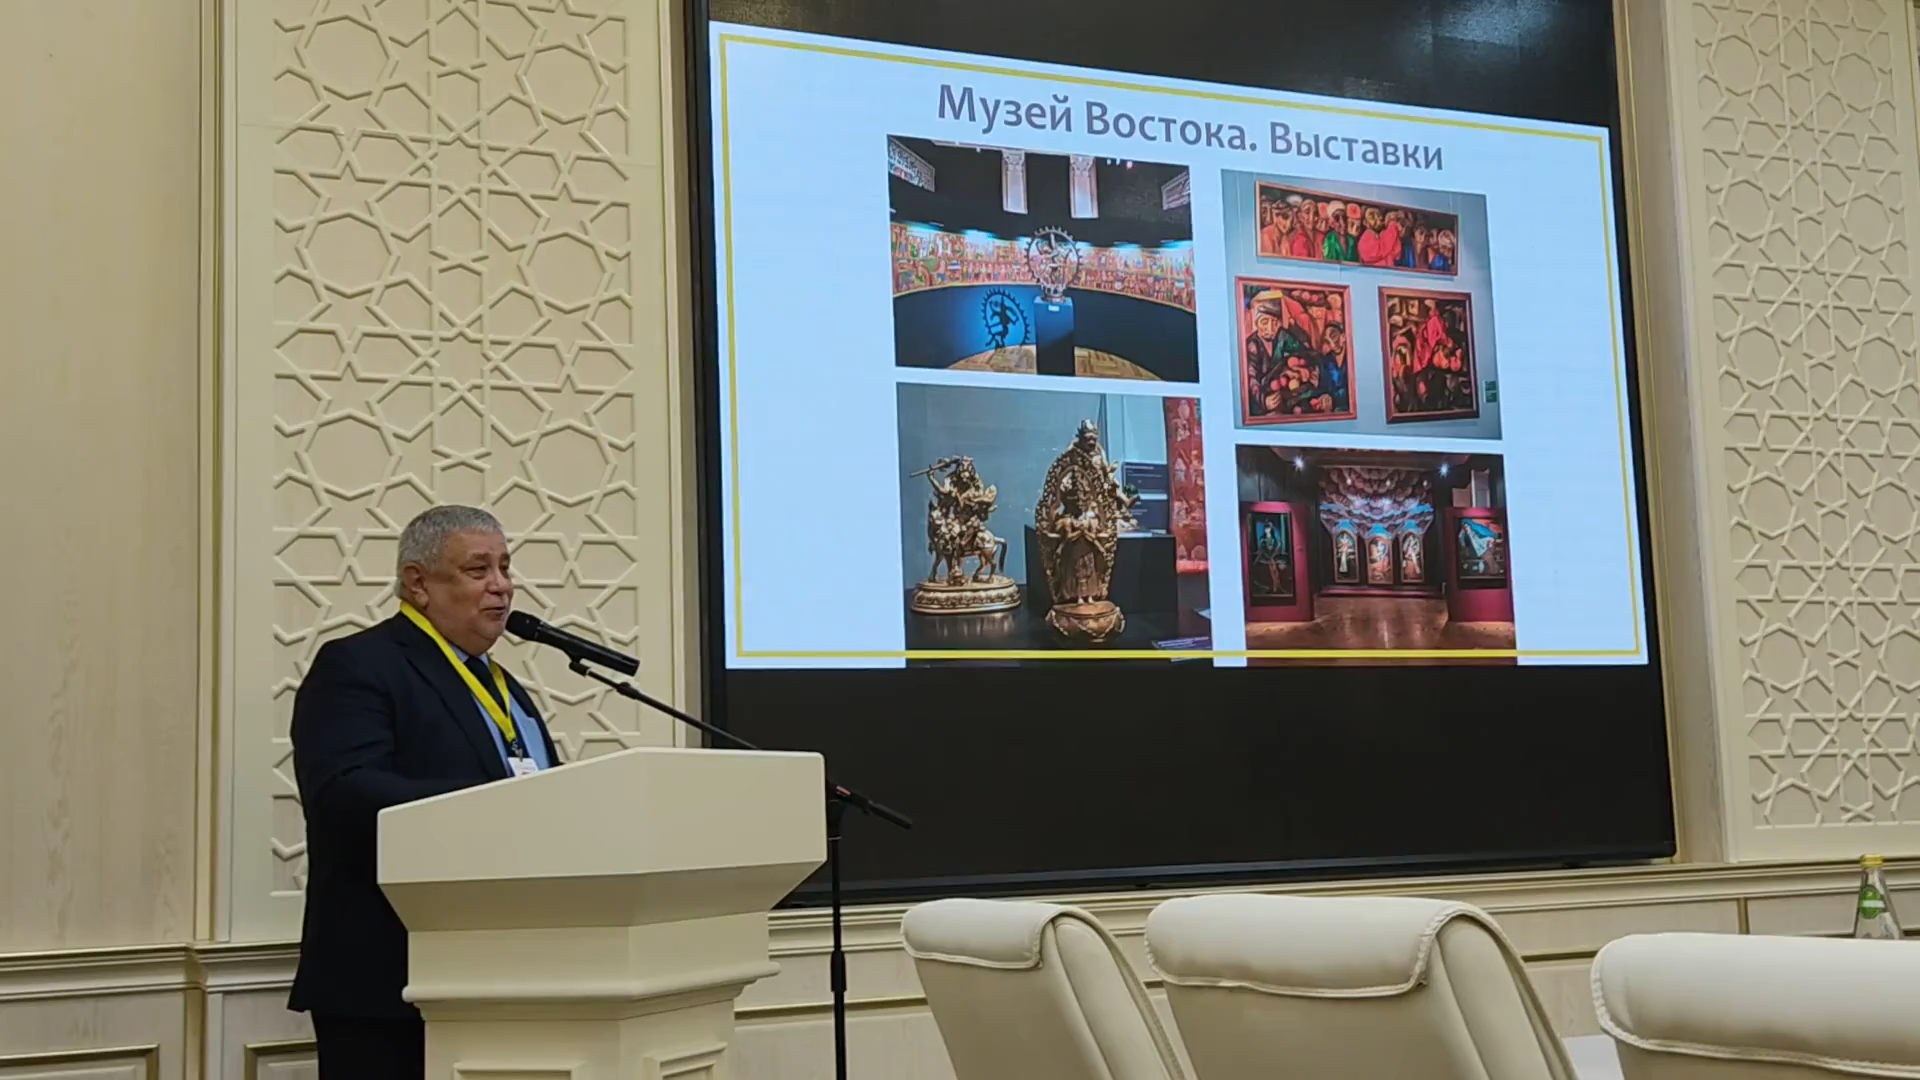 Музей Востока. Выставки